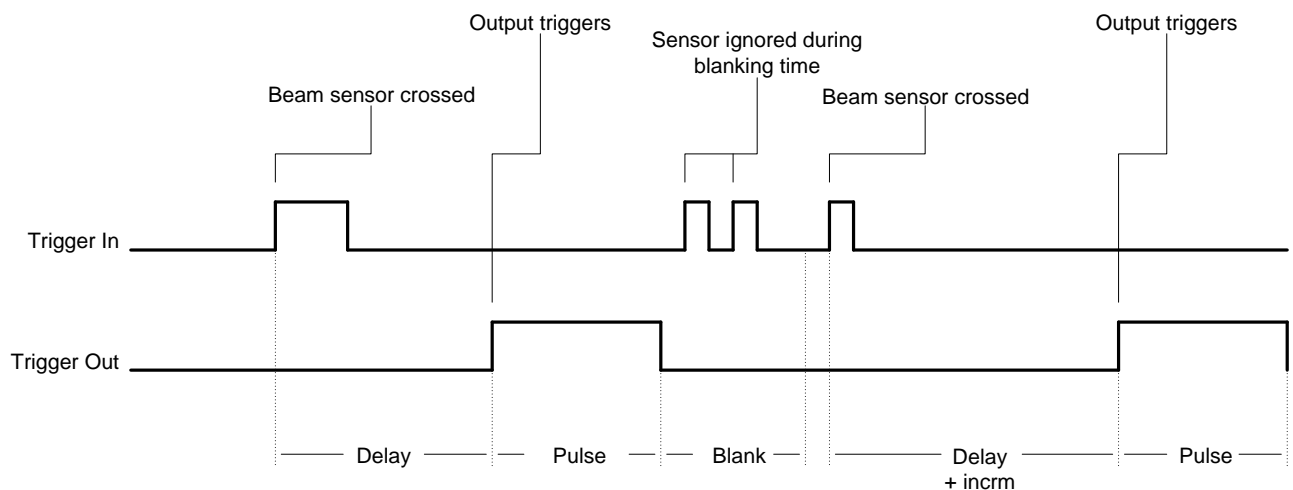 Output triggers
Output triggers
Sensor ignored during
blanking time
Beam sensor crossed
Beam sensor crossed
Trigger In
Trigger Out
Delay
Pulse
Blank
Delay
+ incrm
Pulse